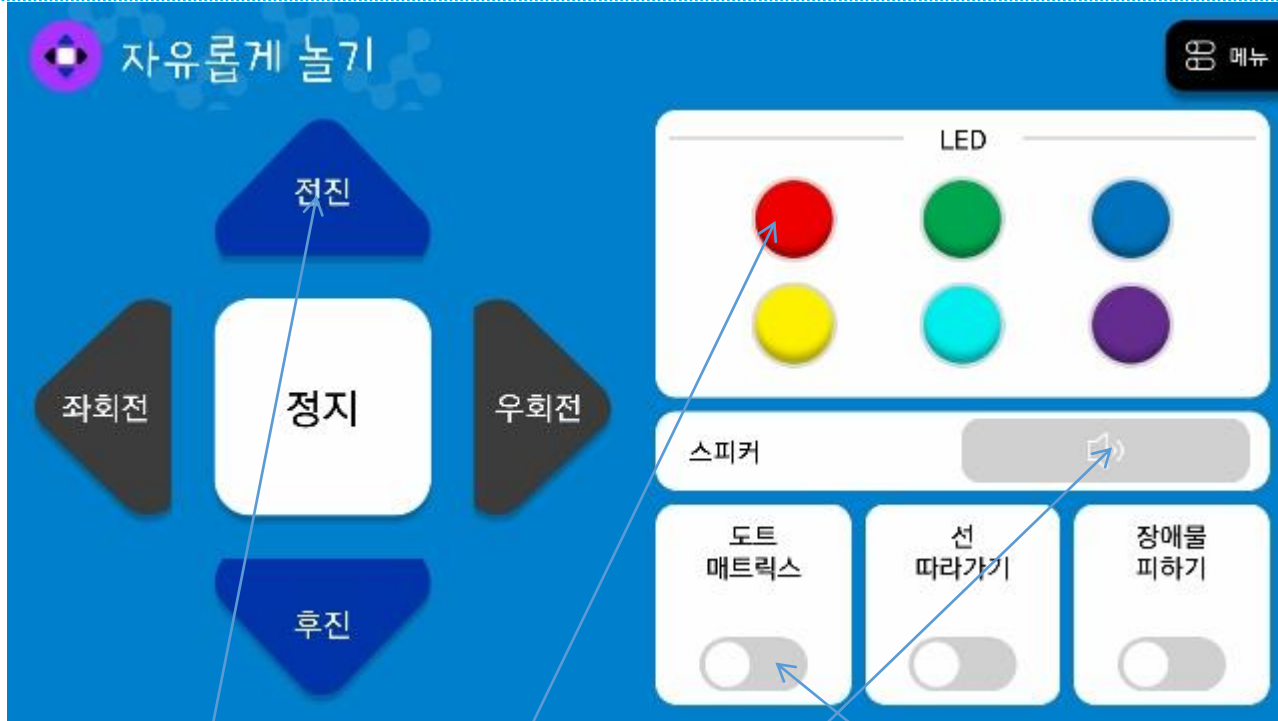 자유롭게 놀기
메뉴
전진
좌회전
정지
우회전
후진
LED
스피커
도트
매트릭스
선
따라가기
장애물
피하기